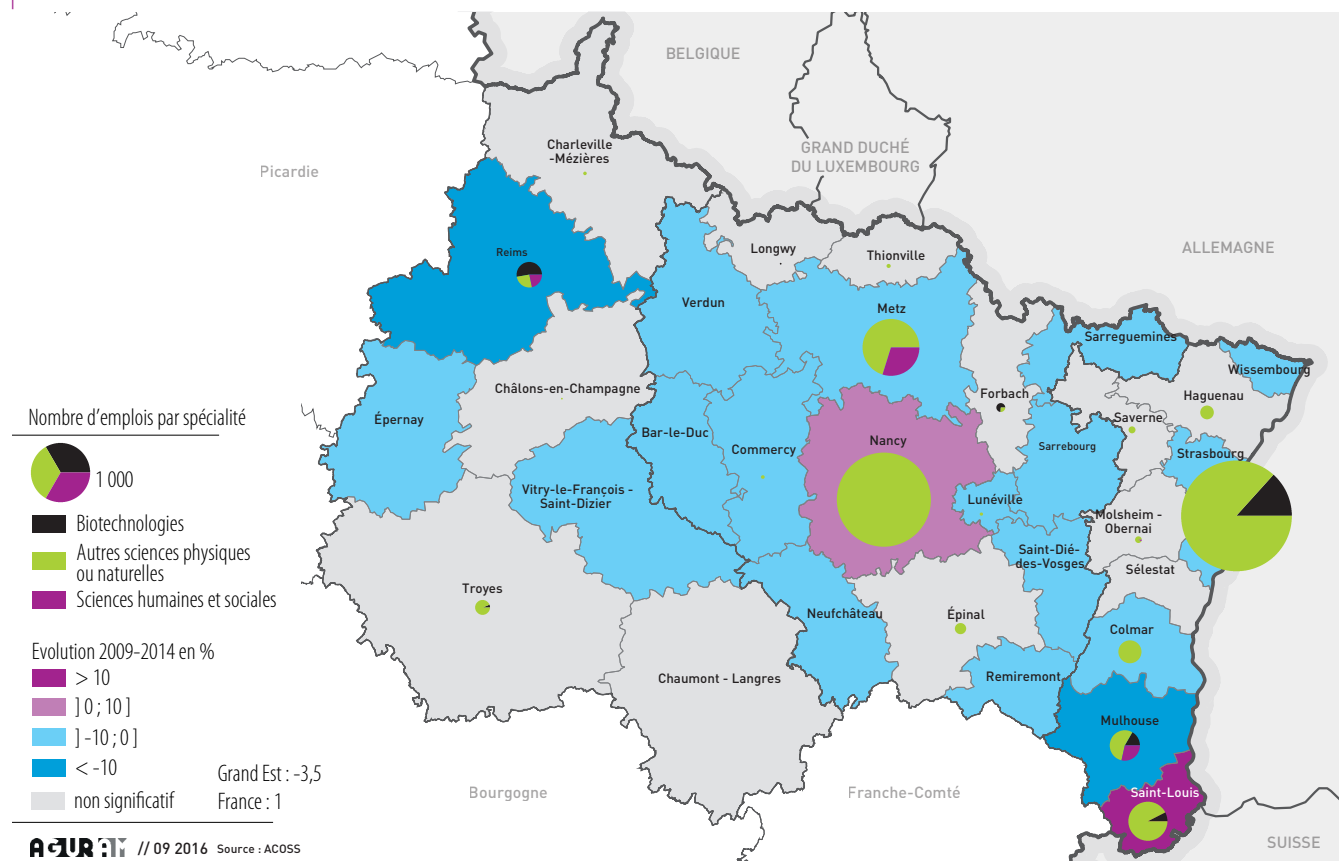 BELGIQUE
GRAND DUCHÉ
DU LUXEMBOURG
Picardie
ALLEMAGNE
Charleville
-Mézières
Reims
Longwy
Thionville
Verdun
Metz
Sarreguemines
Wissembourg
Châlons-en-Champagne
Forbach
Haguenau
Saverne
Épernay
Bar-le-Duc
Commercy
Nancy
Sarrebourg
Strasbourg
Vitry-le-François -
Saint-Dizier
Lunéville
Molsheim -
Obernai
Saint-Dié-
des-Vosges
Sélestat
Troyes
Neufchâteau
Épinal
Colmar
Chaumont - Langres
Remiremont
Mulhouse
Saint-Louis
Bourgogne
Franche-Comté
SUISSE
Nombre d’emplois par spécialité
1 000
Biotechnologies
Autres sciences physiques
ou naturelles
Sciences humaines et sociales
Evolution 2009-2014 en %
> 10
] 0 ; 10 ]
] -10 ; 0 ]
< -10
non significatif
Grand Est : -3,5
France : 1
AGURAM // 09 2016 Source : ACOSS